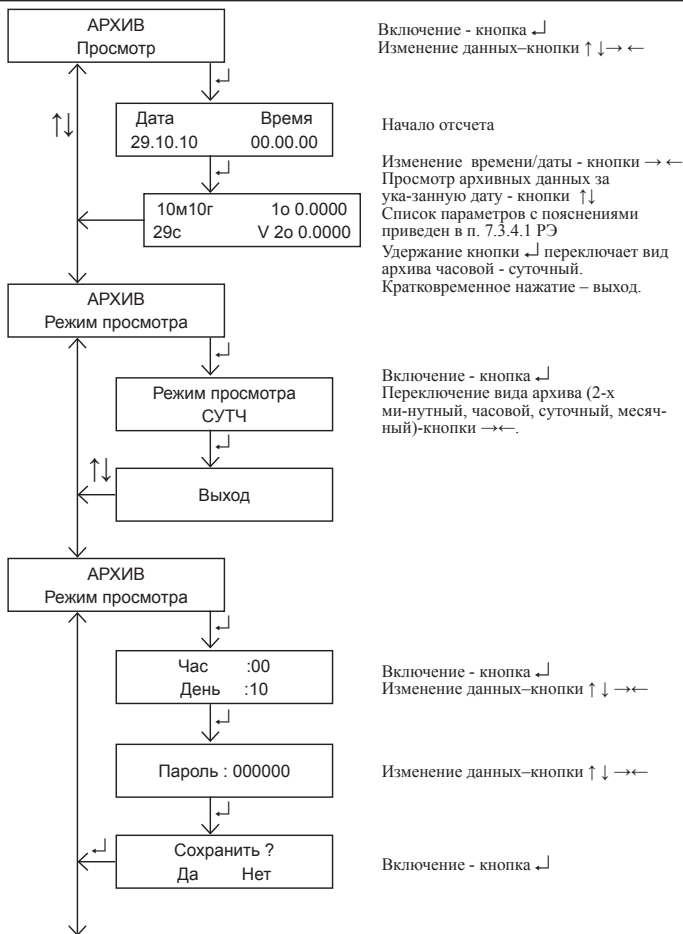 АРХИВ
Просмотр
Включение - кнопка ↵
Изменение данных–кнопки ↑ ↓→ ←
↵
↑↓
Дата Время
29.10.10 00.00.00
Начало отсчета
↵
Изменение времени/даты - кнопки → ←
Просмотр архивных данных за
ука-занную дату - кнопки ↑↓
Список параметров с пояснениями
приведен в п. 7.3.4.1 РЭ
Удержание кнопки ↵ переключает вид
архива часовой - суточный.
Кратковременное нажатие – выход.
10м10г 1о 0.0000
29с V 2о 0.0000
АРХИВ
Режим просмотра
↵
Включение - кнопка ↵
Переключение вида архива (2-х
ми-нутный, часовой, суточный, месяч-
ный)-кнопки →←.
Режим просмотра
СУТЧ
↵
↑↓
Выход
АРХИВ
Режим просмотра
↵
Час :00
День :10
Включение - кнопка ↵
Изменение данных–кнопки ↑ ↓ →←
↵
Пароль : 000000
Изменение данных–кнопки ↑ ↓ →←
↵
↵
Сохранить ?
Да Нет
Включение - кнопка ↵